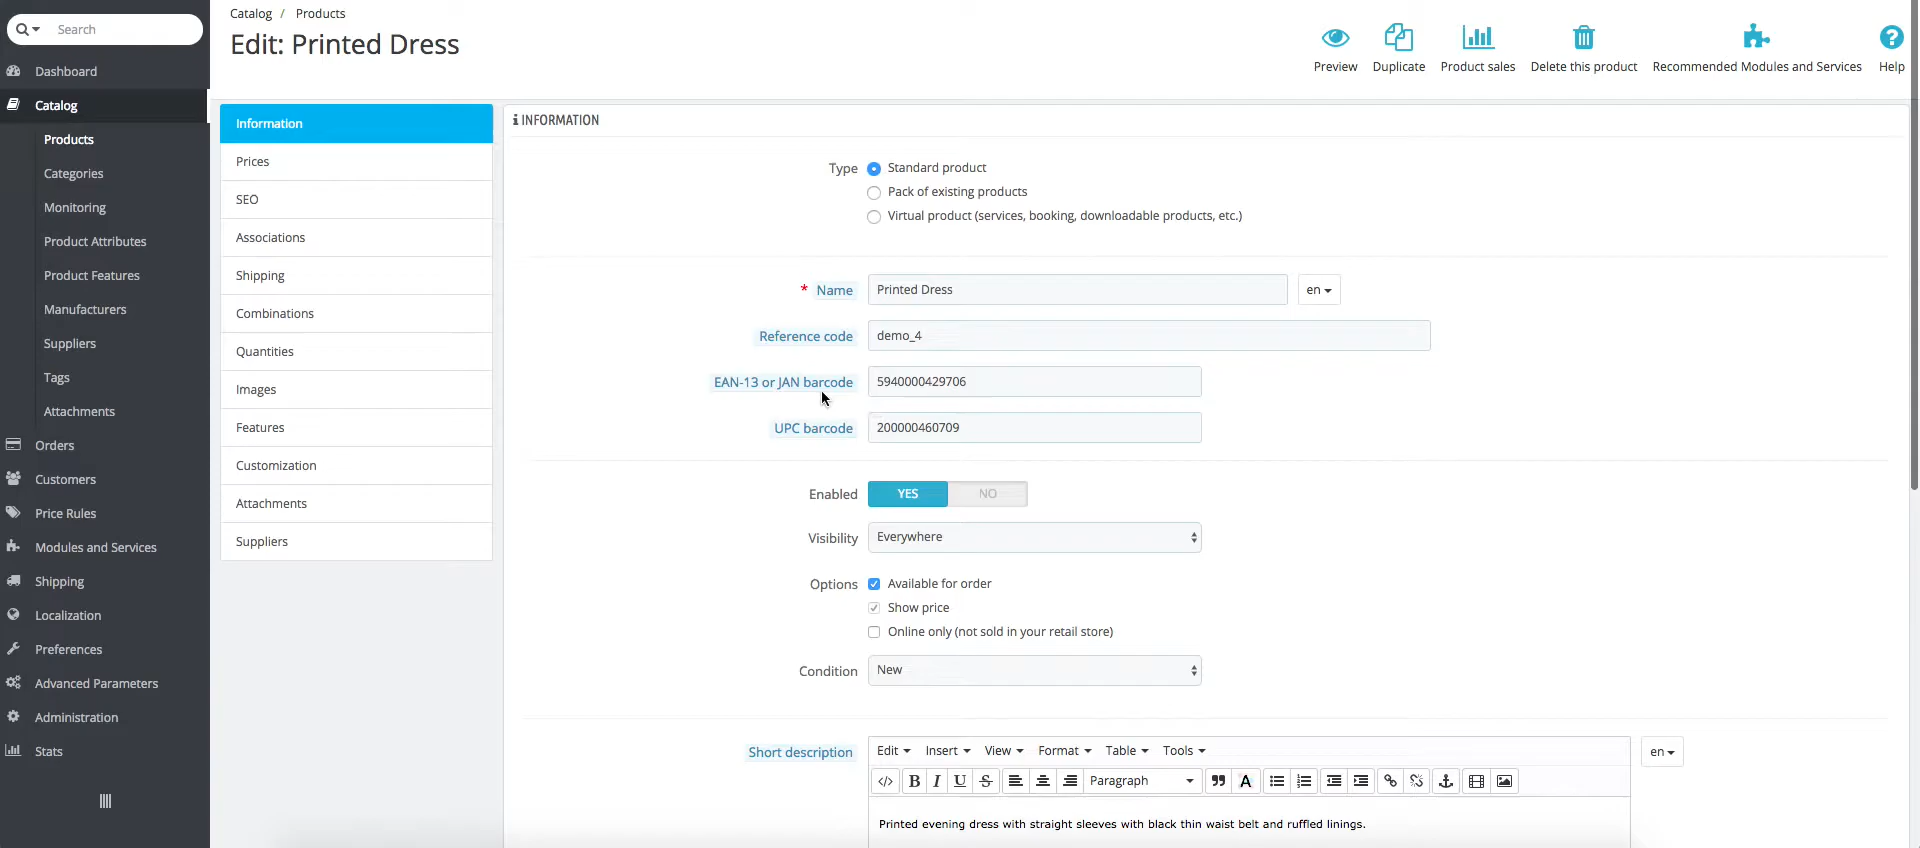 Search
Dashboard
Catalog
Products
Categories
Monitoring
Product Attributes
Product Features
Manufacturers
Suppliers
Tags
Attachments
Orders
Customers
Price Rules
Modules and Services
Shipping
Localization
Preferences
Advanced Parameters
Administration
Stats
Catalog / Products
Edit: Printed Dress
Preview
Duplicate
Product sales
Delete this product
Recommended Modules and Services
Help
Information
Prices
SEO
Associations
Shipping
Combinations
Quantities
Images
Features
Customization
Attachments
Suppliers
INFORMATION
Type Standard product
Pack of existing products
Virtual product (services, booking, downloadable products, etc.)
* Name Printed Dress en
Reference code demo_4
EAN-13 or JAN barcode 5940000429706
UPC barcode 200000460709
Enabled YES NO
Visibility Everywhere
Options Available for order
Show price
Online only (not sold in your retail store)
Condition New
Short description Edit Insert View Format Table Tools en
B I U S Paragraph A
Printed evening dress with straight sleeves with black thin waist belt and ruffled linings.